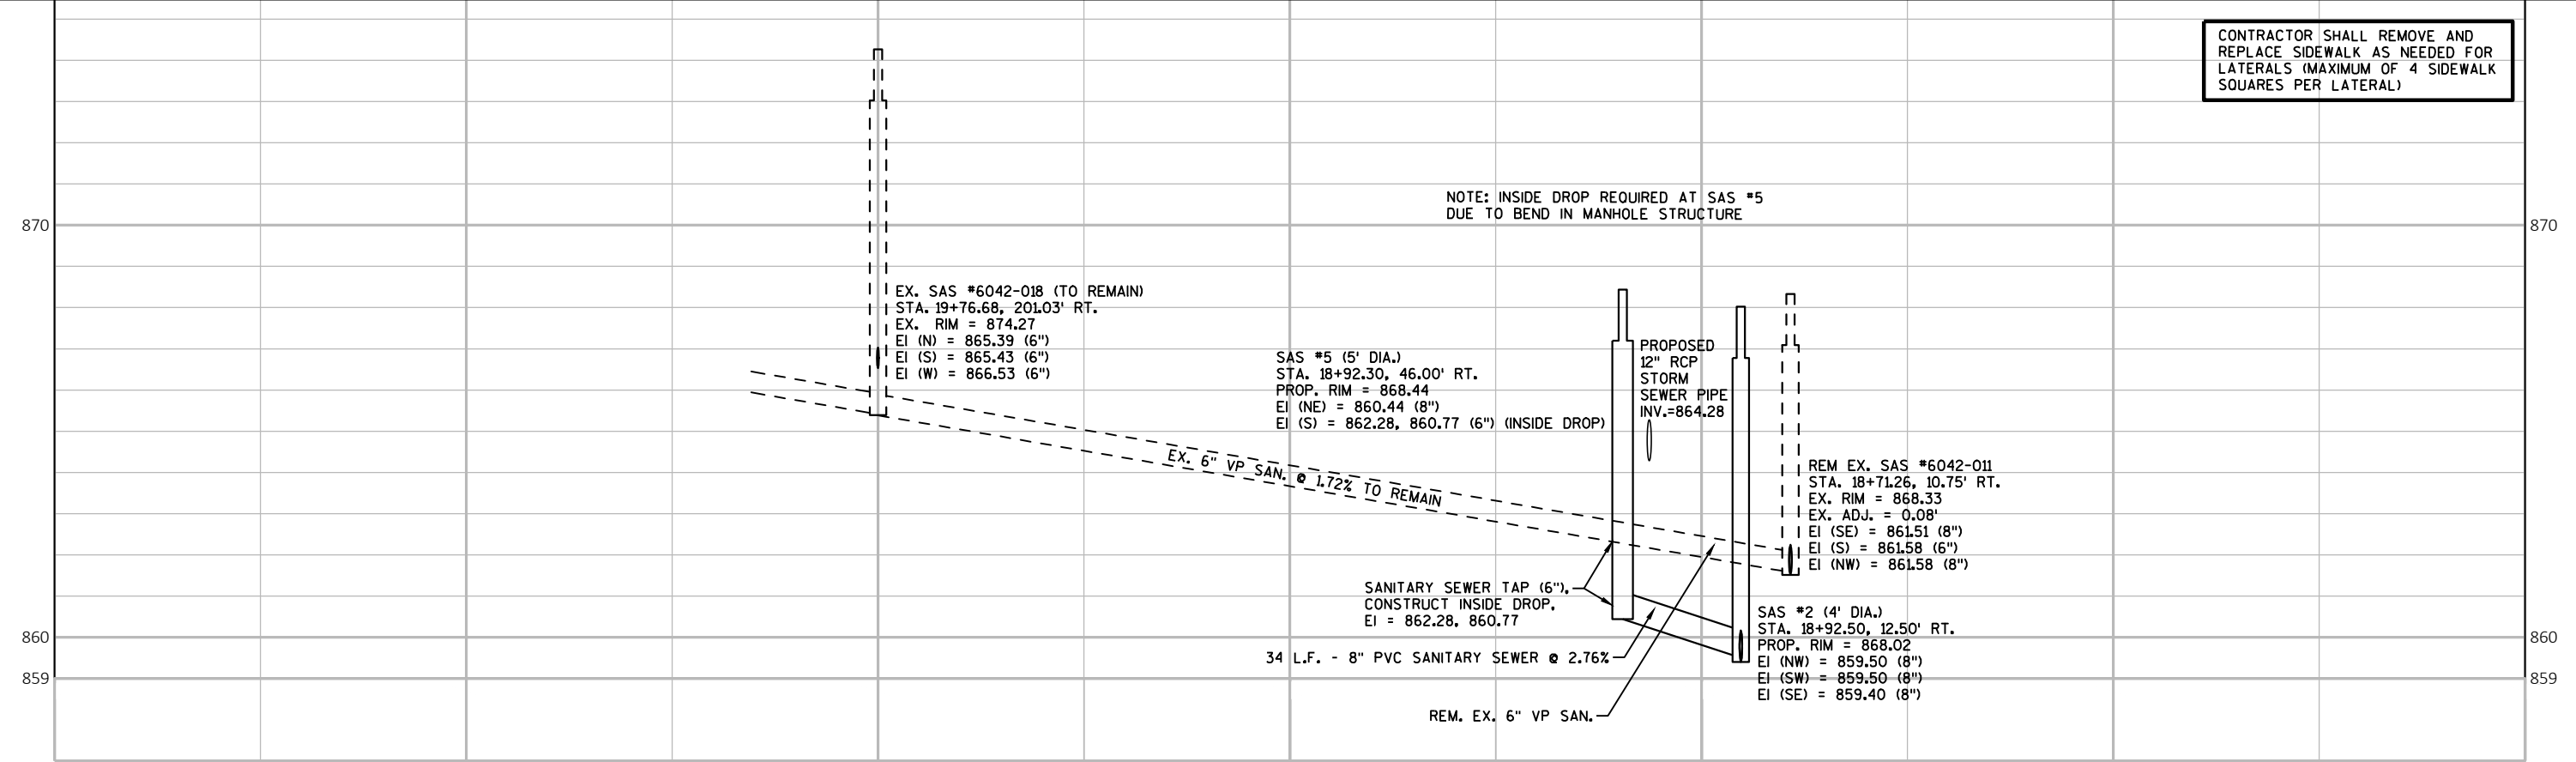 CONTRACTOR SHALL REMOVE AND
REPLACE SIDEWALK AS NEEDED FOR
LATERALS (MAXIMUM OF 4 SIDEWALK
SQUARES PER LATERAL)
NOTE: INSIDE DROP REQUIRED AT SAS #5
DUE TO BEND IN MANHOLE STRUCTURE
870
870
EX. SAS #6042-018 (TO REMAIN)
STA. 19+76.68, 201.03' RT.
EX. RIM = 874.27
EI (N) = 865.39 (6")
EI (S) = 865.43 (6")
EI (W) = 866.53 (6")
SAS #5 (5' DIA.)
STA. 18+92.30, 46.00' RT.
PROP. RIM = 868.44
EI (NE) = 860.44 (8")
EI (S) = 862.28, 860.77 (6") (INSIDE DROP)
PROPOSED
12" RCP
STORM
SEWER PIPE
INV.=864.28
EX. 6" VP SAN. @ 1.72% TO REMAIN
REM EX. SAS #6042-011
STA. 18+71.26, 10.75' RT.
EX. RIM = 868.33
EX. ADJ. = 0.08'
EI (SE) = 861.51 (8")
EI (S) = 861.58 (6")
EI (NW) = 861.58 (8")
SANITARY SEWER TAP (6"),
CONSTRUCT INSIDE DROP.
EI = 862.28, 860.77
SAS #2 (4' DIA.)
STA. 18+92.50, 12.50' RT.
PROP. RIM = 868.02
EI (NW) = 859.50 (8")
EI (SW) = 859.50 (8")
EI (SE) = 859.40 (8")
860
860
34 L.F. - 8" PVC SANITARY SEWER @ 2.76%
859
859
REM. EX. 6" VP SAN.